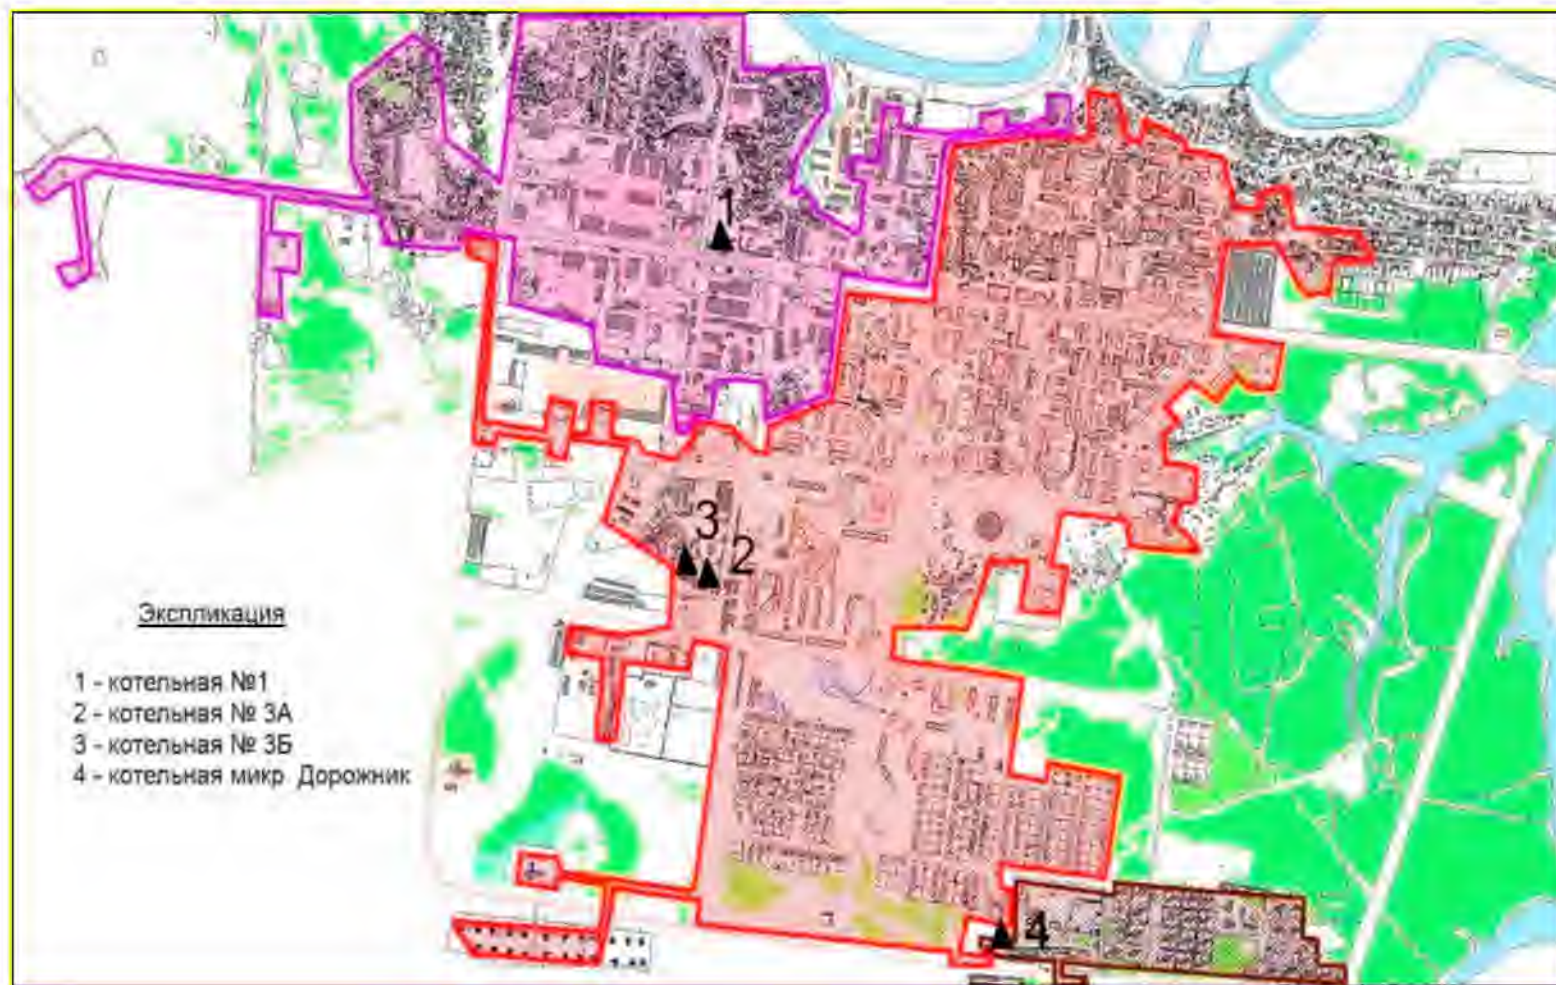 1
3
2
Экспликация
1 - котельная №1
2 - котельная № 3А
3 - котельная № 3Б
4 - котельная микр Дорожник
4